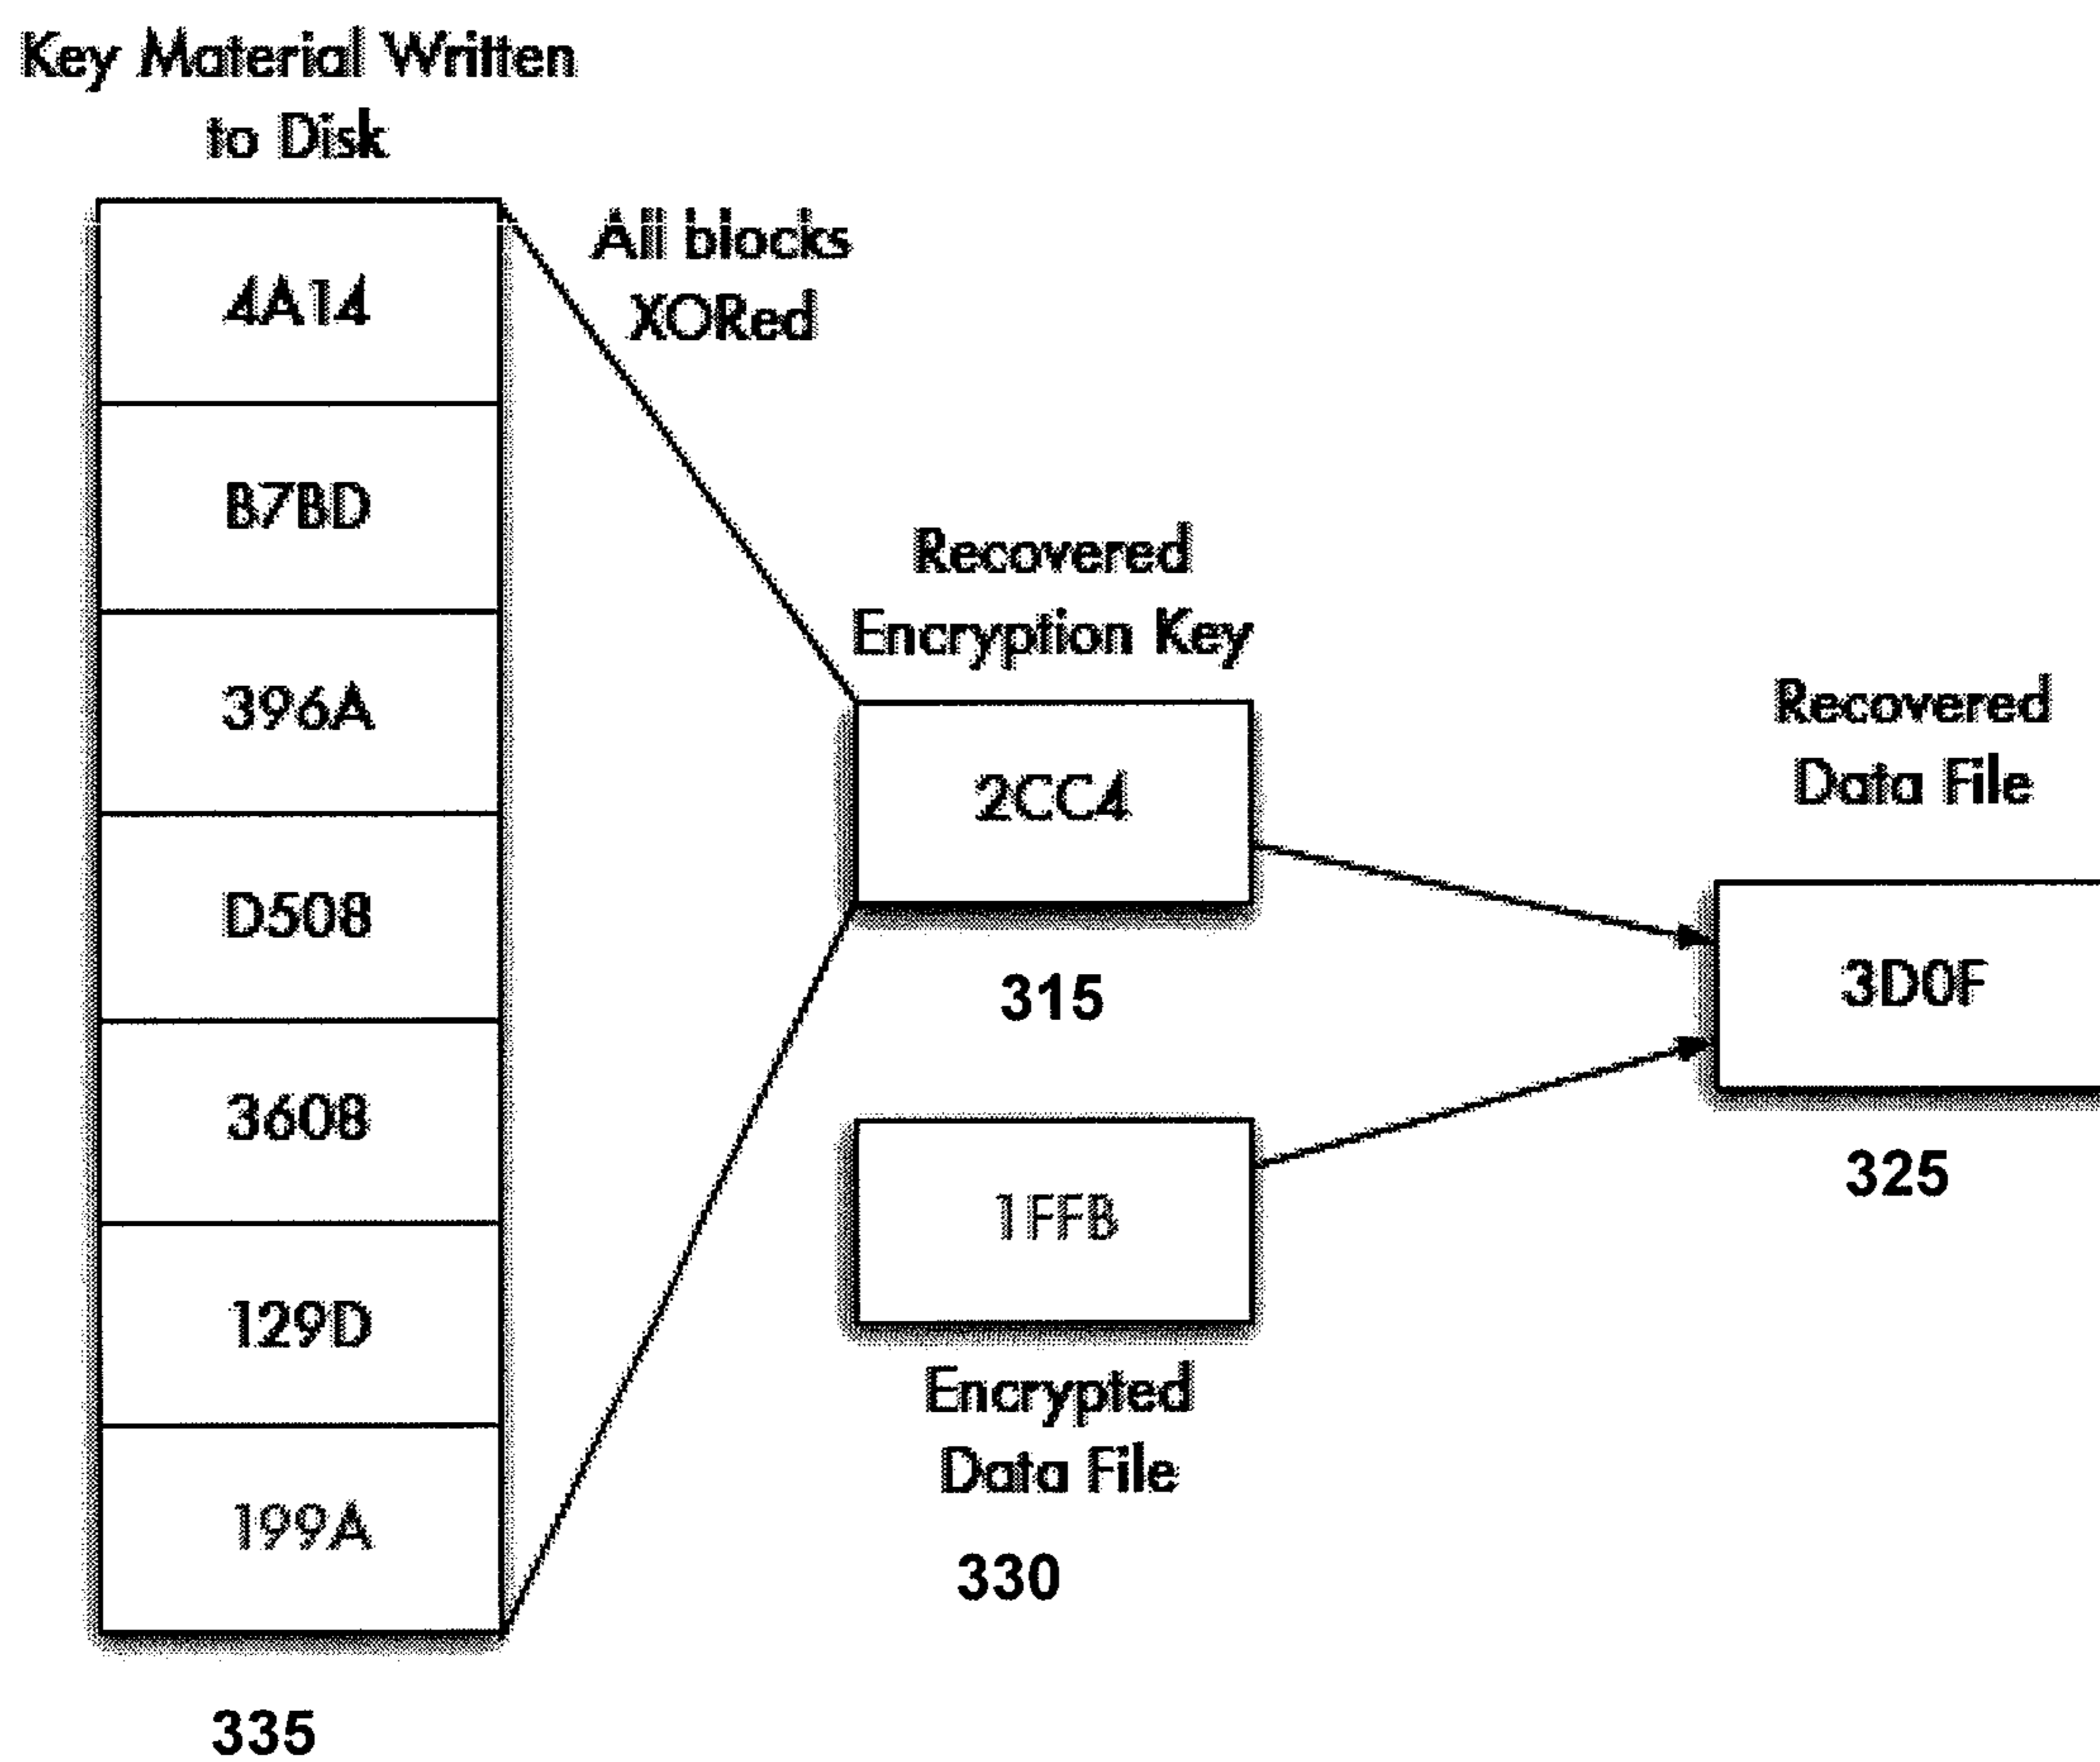 Key Material Written
to Disk
4A14
B7BD
396A
D508
3608
129D
199A
335
All blocks
XORed
Recovered
Encryption Key
2CC4
315
1FFB
Encrypted
Data File
330
Recovered
Data File
3D0F
325